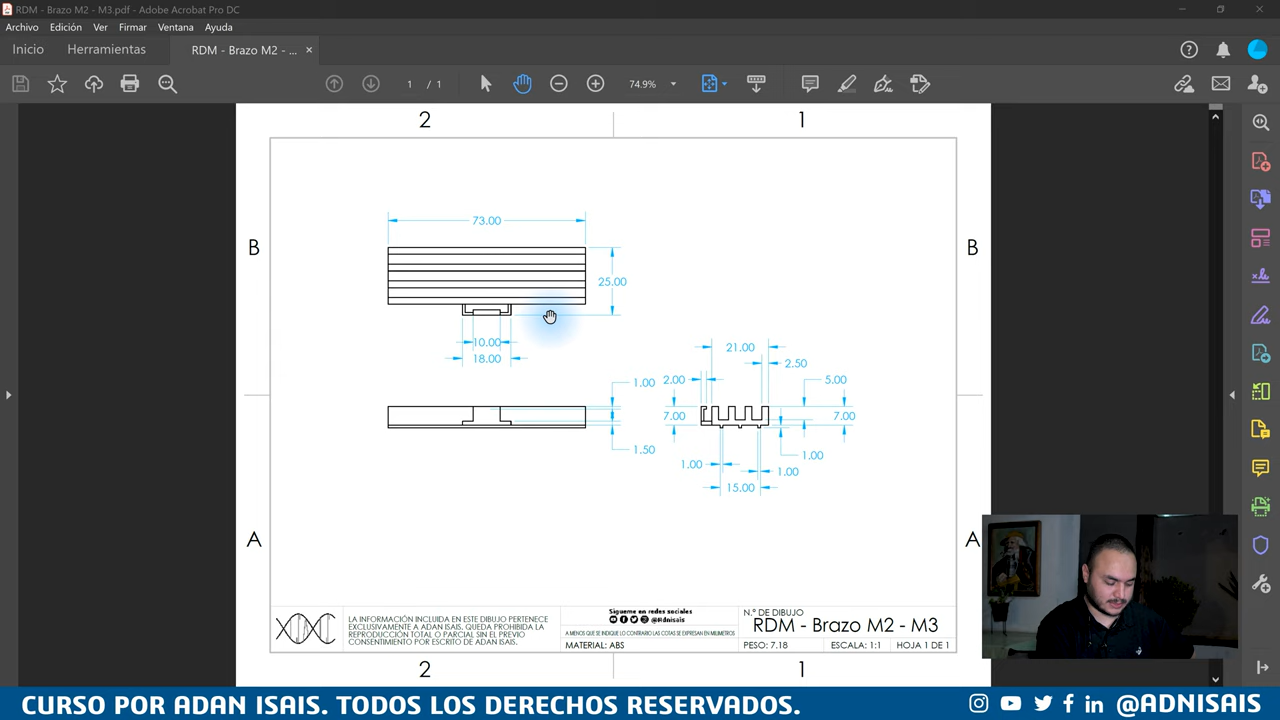 RDM - Brazo M2 - M3.pdf - Adobe Acrobat Pro DC
Archivo Edición Ver Firmar Ventana Ayuda
Inicio Herramientas RDM - Brazo M2 - ... ×
1 / 1 74.9%
2 1
B B
73.00
25.00
10.00
18.00
21.00
2.50
1.00 2.00 5.00
7.00 7.00
1.50 1.00
1.00 1.00
15.00
A A
LA INFORMACIÓN INCLUIDA EN ESTE DIBUJO PERTENECE
EXCLUSIVAMENTE A ADAN ISAIS. QUEDA PROHIBIDA LA
REPRODUCCIÓN TOTAL O PARCIAL SIN EL PREVIO
CONSENTIMIENTO POR ESCRITO DE ADAN ISAIS.
Sigueme en redes sociales
@Adnisais
A MENOS QUE SE INDIQUE LO CONTRARIO LAS COTAS SE EXPRESAN EN MILIMETROS
MATERIAL: ABS
N.º DE DIBUJO
RDM - Brazo M2 - M3
PESO: 7.18 ESCALA: 1:1 HOJA 1 DE 1
2 1
CURSO POR ADAN ISAIS. TODOS LOS DERECHOS RESERVADOS. @ADNISAIS